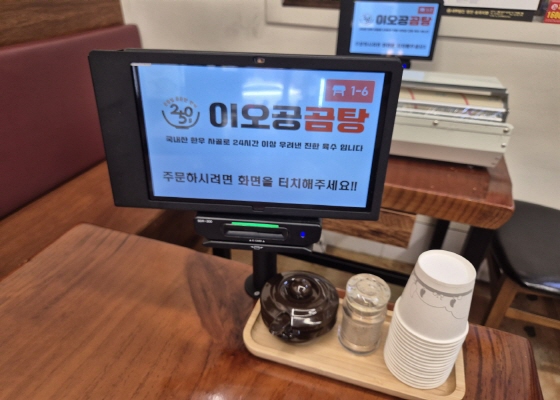 1-6
250
이오공곰탕
국내산 한우 사골로 24시간 이상 우려낸 진한 육수 입니다
주문하시려면 화면을 터치해주세요!!
이오공곰탕